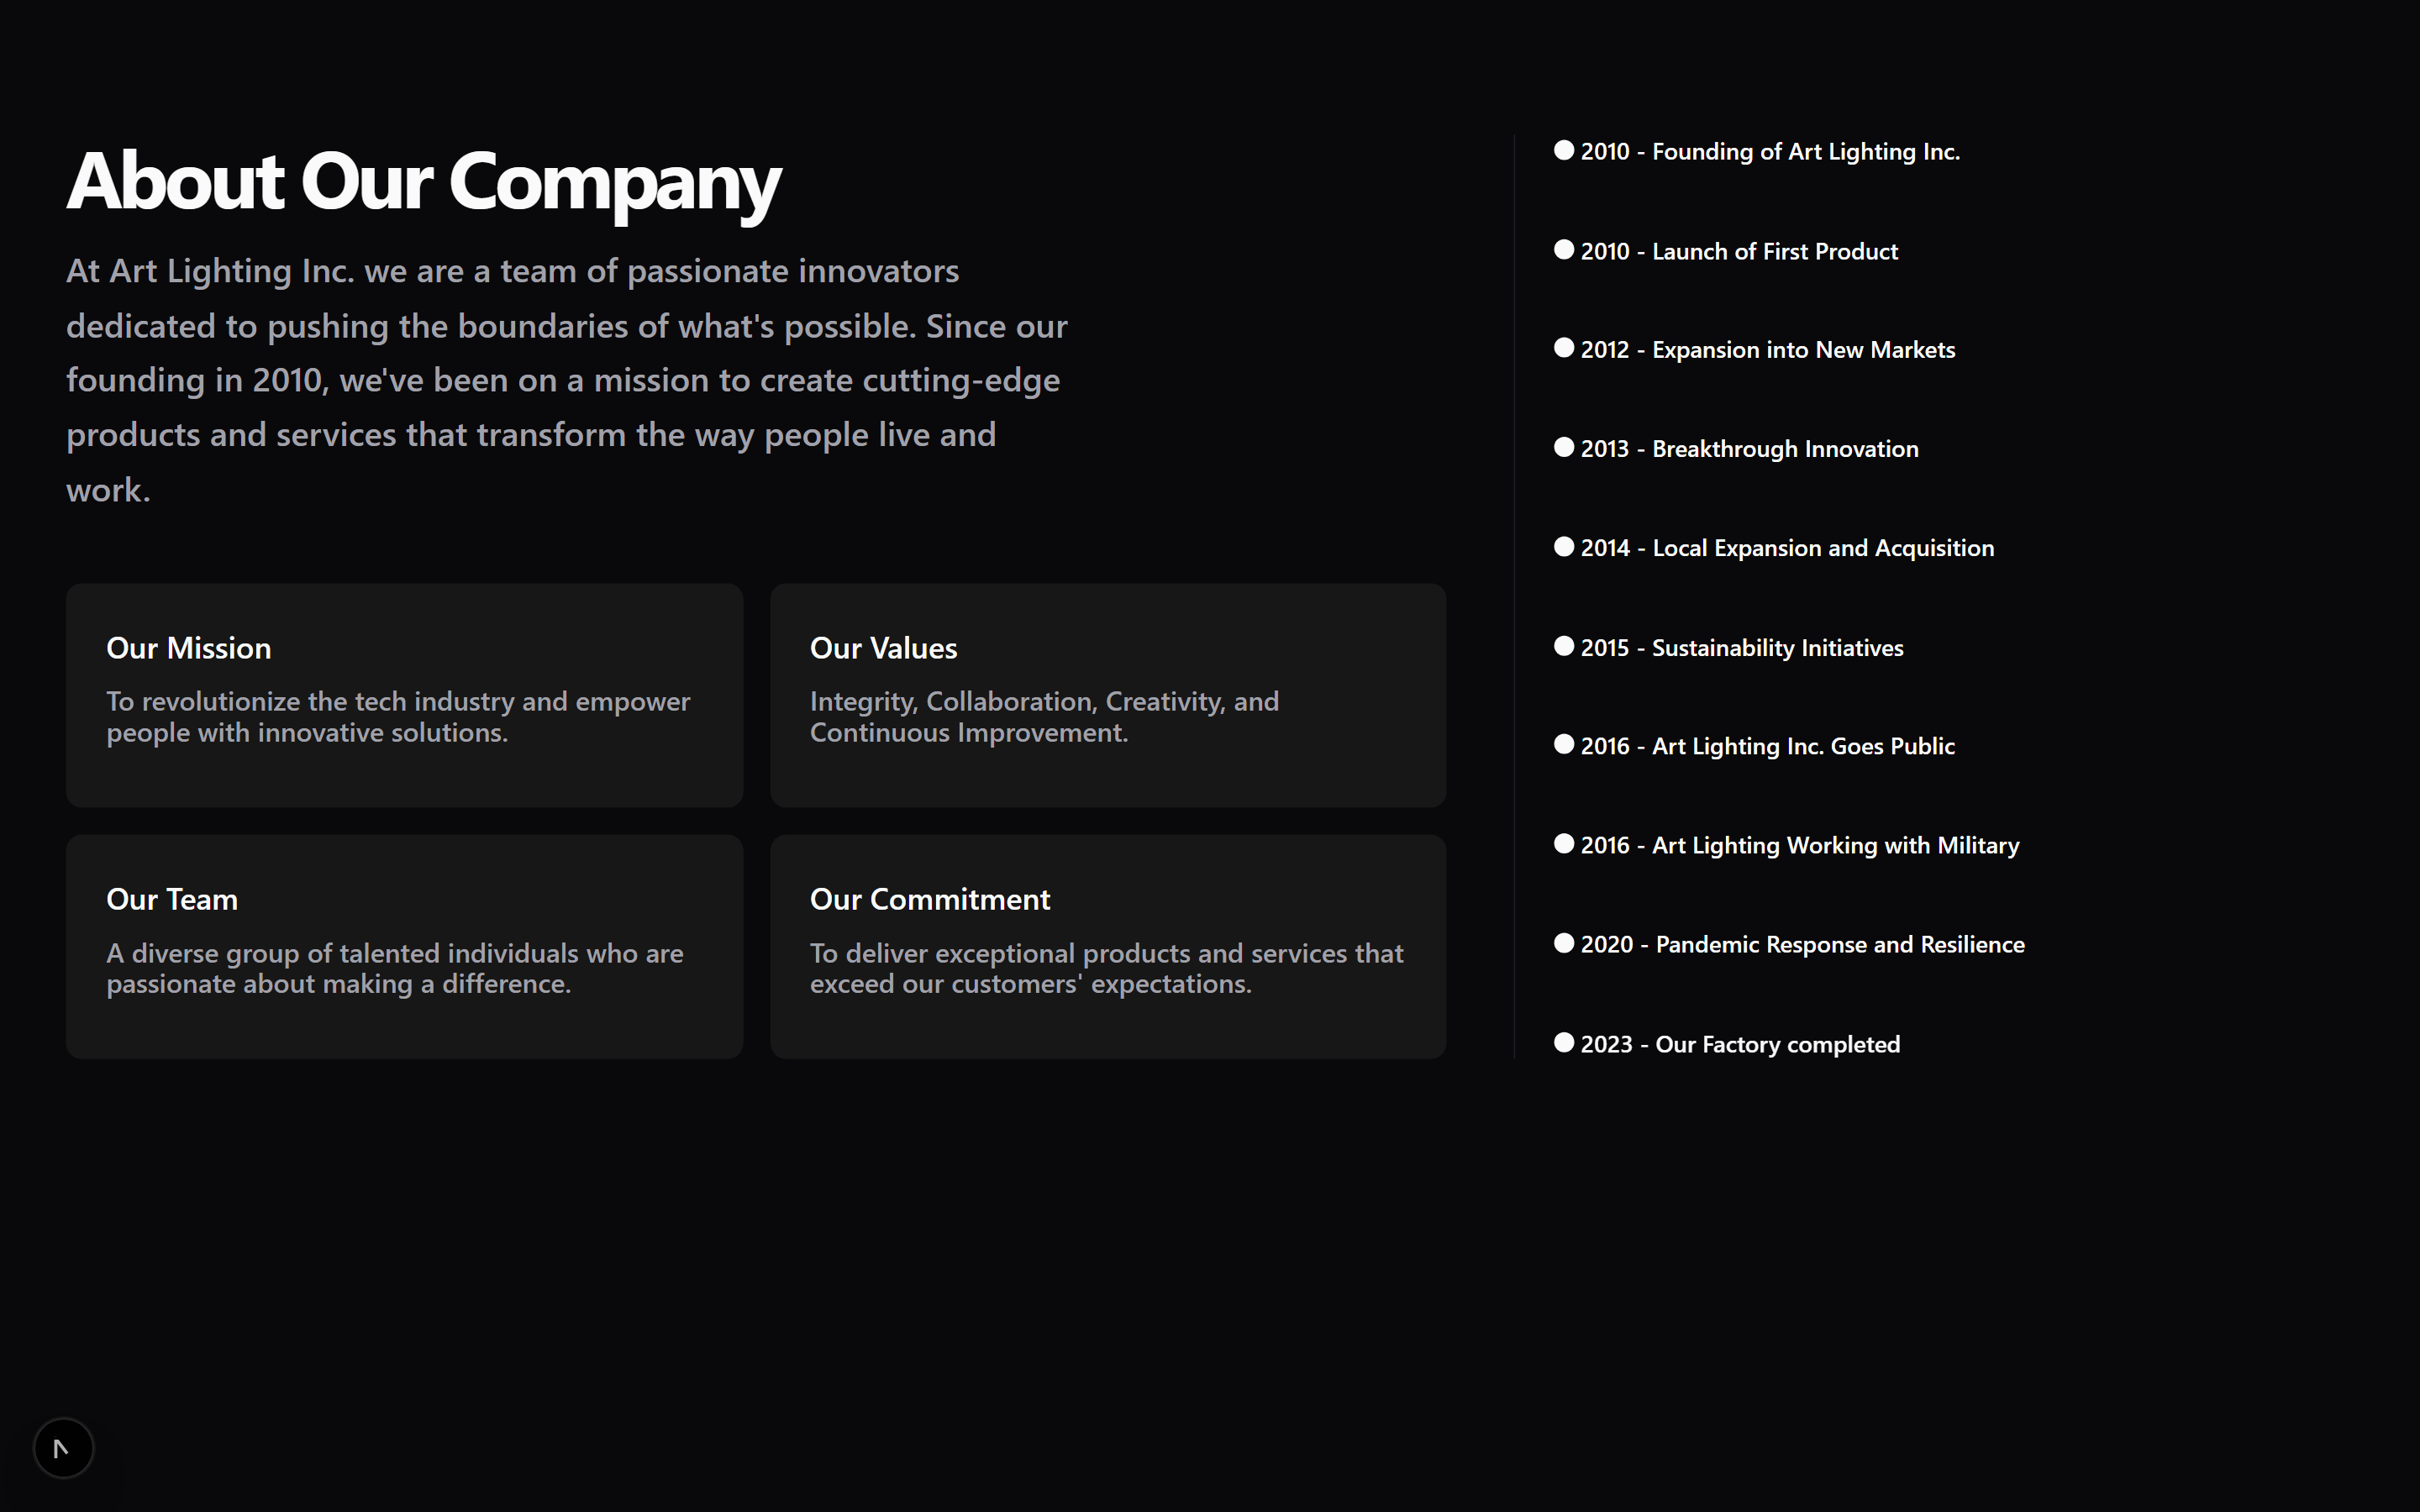 About Our Company
At Art Lighting Inc. we are a team of passionate innovators
dedicated to pushing the boundaries of what's possible. Since our
founding in 2010, we've been on a mission to create cutting-edge
products and services that transform the way people live and
work.
Our Mission
To revolutionize the tech industry and empower
people with innovative solutions.
Our Values
Integrity, Collaboration, Creativity, and
Continuous Improvement.
Our Team
A diverse group of talented individuals who are
passionate about making a difference.
Our Commitment
To deliver exceptional products and services that
exceed our customers' expectations.
2010 - Founding of Art Lighting Inc.
2010 - Launch of First Product
2012 - Expansion into New Markets
2013 - Breakthrough Innovation
2014 - Local Expansion and Acquisition
2015 - Sustainability Initiatives
2016 - Art Lighting Inc. Goes Public
2016 - Art Lighting Working with Military
2020 - Pandemic Response and Resilience
2023 - Our Factory completed